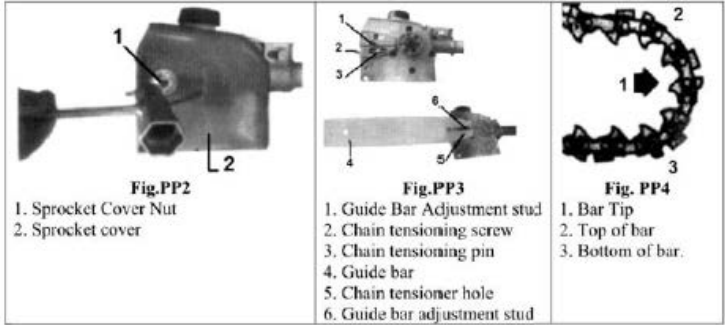 1
2
Fig.PP2
1. Sprocket Cover Nut
2. Sprocket cover
1
2
3
6
4
5
Fig.PP3
1. Guide Bar Adjustment stud
2. Chain tensioning screw
3. Chain tensioning pin
4. Guide bar
5. Chain tensioner hole
6. Guide bar adjustment stud
2
1
3
Fig. PP4
1. Bar Tip
2. Top of bar
3. Bottom of bar.